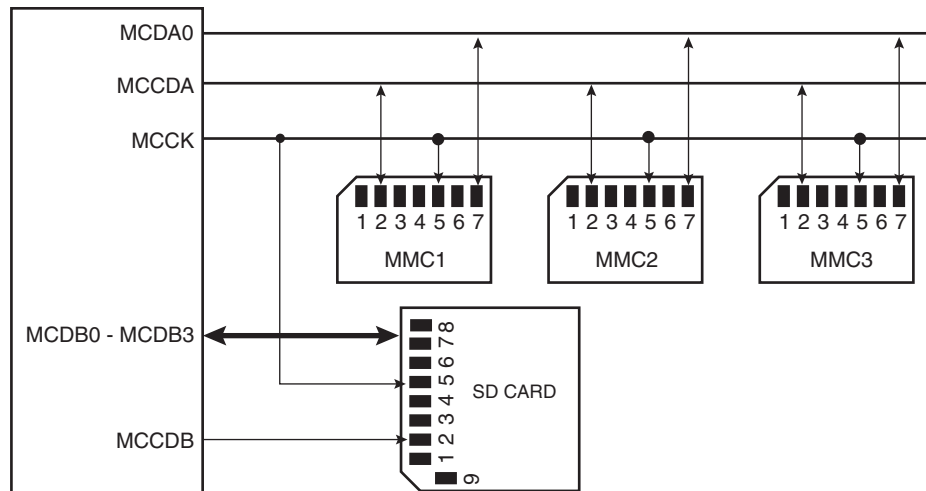 MCDA0
MCCDA
MCCK
1 2 3 4 5 6 7
MMC1
1 2 3 4 5 6 7
MMC2
1 2 3 4 5 6 7
MMC3
MCDB0 - MCDB3
1 2 3 4 5 6 7 8
9
SD CARD
MCCDB